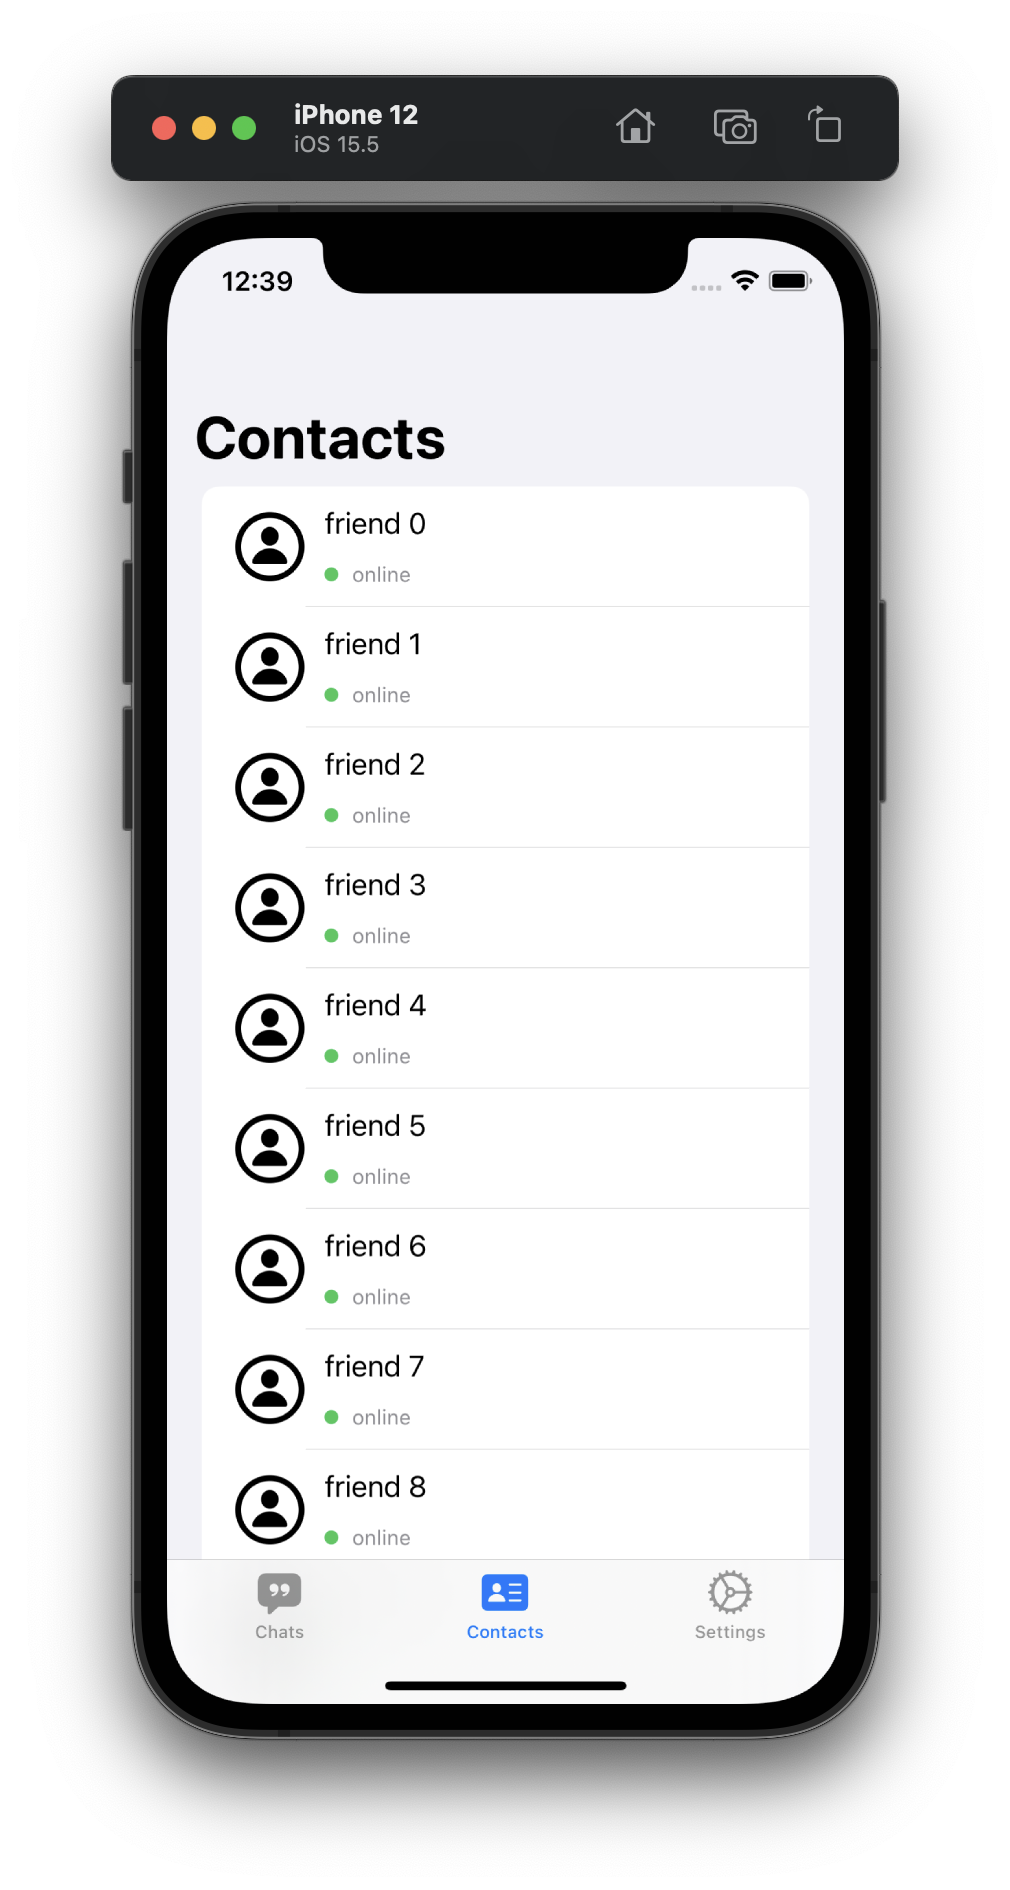 iPhone 12
iOS 15.5
12:39
Contacts
friend 0
online
friend 1
online
friend 2
online
friend 3
online
friend 4
online
friend 5
online
friend 6
online
friend 7
online
friend 8
online
Chats
Contacts
Settings